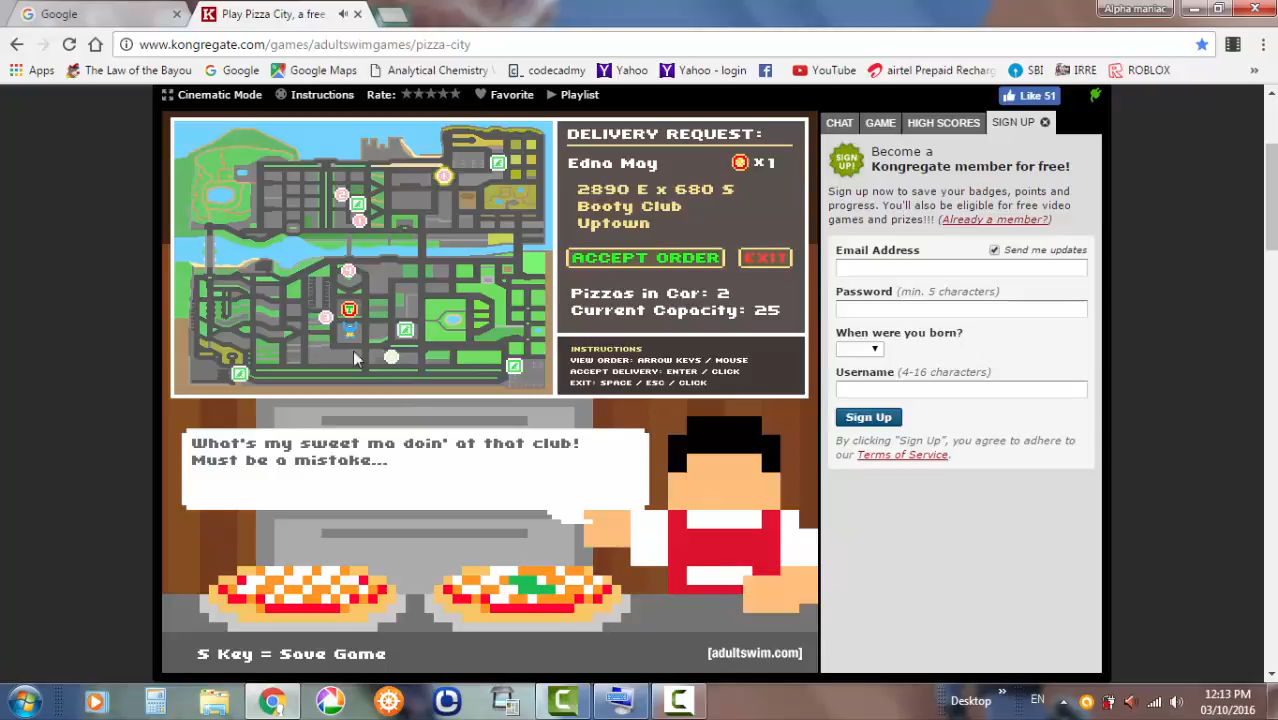 Google
Play Pizza City, a free
Alpha maniac
www.kongregate.com/games/adultswimgames/pizza-city
Apps The Law of the Bayou Google Google Maps Analytical Chemistry codecadmy Yahoo Yahoo - login YouTube airtel Prepaid Recharg SBI IRRE ROBLOX »
Cinematic Mode Instructions Rate: Favorite Playlist Like 51
CHAT GAME HIGH SCORES SIGN UP
SIGN UP!
Become a
Kongregate member for free!
Sign up now to save your badges, points and
progress. You'll also be eligible for free video
games and prizes!!! (Already a member?)
Email Address Send me updates
Password (min. 5 characters)
When were you born?
Username (4-16 characters)
Sign Up
By clicking "Sign Up", you agree to adhere to
our Terms of Service.
DELIVERY REQUEST:
Edna May x1
2890 E x 680 S
Booty Club
Uptown
ACCEPT ORDER EXIT
Pizzas in Car: 2
Current Capacity: 25
INSTRUCTIONS
VIEW ORDER: ARROW KEYS / MOUSE
ACCEPT DELIVERY: ENTER / CLICK
EXIT: SPACE / ESC / CLICK
What's my sweet ma doin' at that club!
Must be a mistake...
S Key = Save Game
[adultswim.com]
Desktop » EN
12:13 PM
03/10/2016